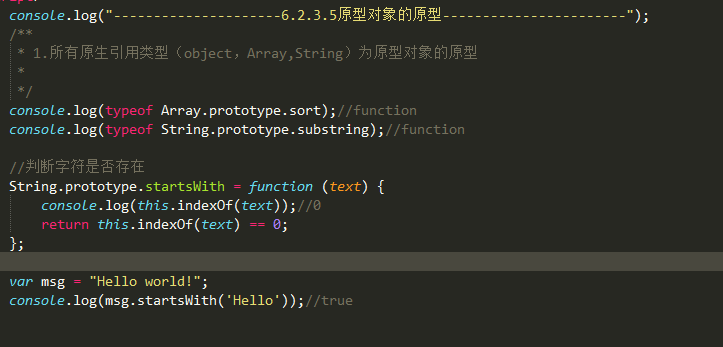 console.log("---------------------6.2.3.5原型对象的原型-----------------------");
/**
 * 1.所有原生引用类型（object，Array,String）为原型对象的原型
 *
 */
console.log(typeof Array.prototype.sort);//function
console.log(typeof String.prototype.substring);//function
//判断字符是否存在
String.prototype.startsWith = function (text) {
    console.log(this.indexOf(text));//0
    return this.indexOf(text) == 0;
};
var msg = "Hello world!";
console.log(msg.startsWith('Hello'));//true